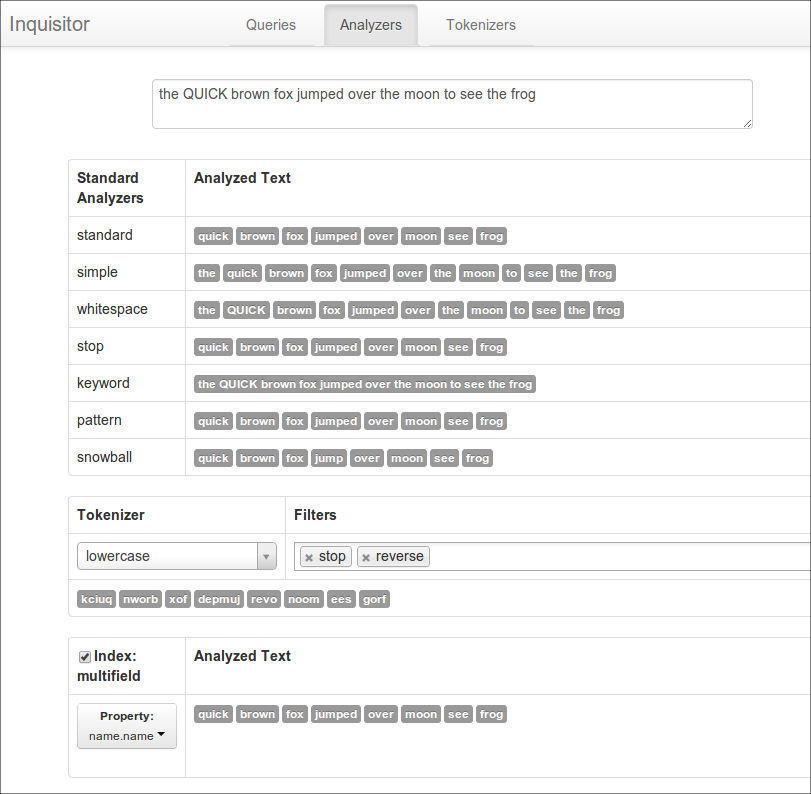 Inquisitor Queries Analyzers Tokenizers
the QUICK brown fox jumped over the moon to see the frog
Standard Analyzers Analyzed Text
standard quick brown fox jumped over moon see frog
simple the quick brown fox jumped over the moon to see the frog
whitespace the QUICK brown fox jumped over the moon to see the frog
stop quick brown fox jumped over moon see frog
keyword the QUICK brown fox jumped over the moon to see the frog
pattern quick brown fox jumped over moon see frog
snowball quick brown fox jump over moon see frog
Tokenizer Filters
lowercase stop reverse
kciuq nworb xof depmuj revo noom ees gorf
Index: multifield Analyzed Text
Property: name.name quick brown fox jumped over moon see frog